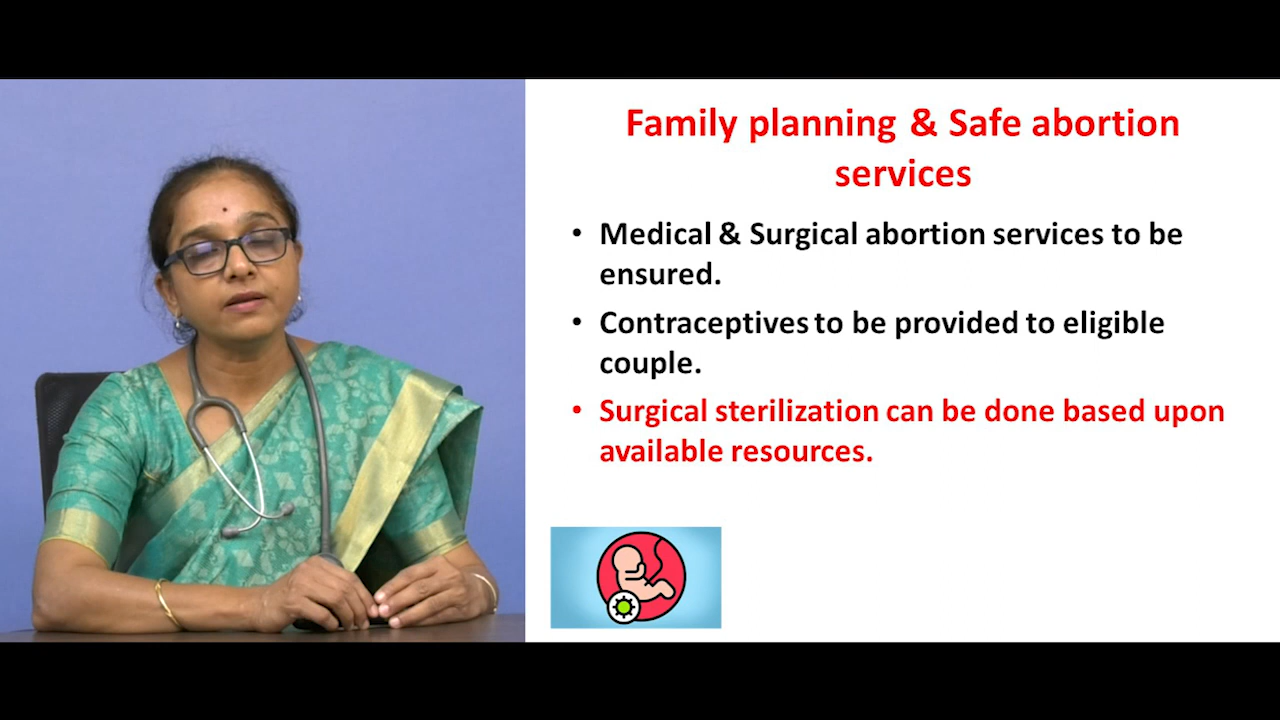 Family planning & Safe abortion
services
• Medical & Surgical abortion services to be
ensured.
• Contraceptives to be provided to eligible
couple.
• Surgical sterilization can be done based upon
available resources.